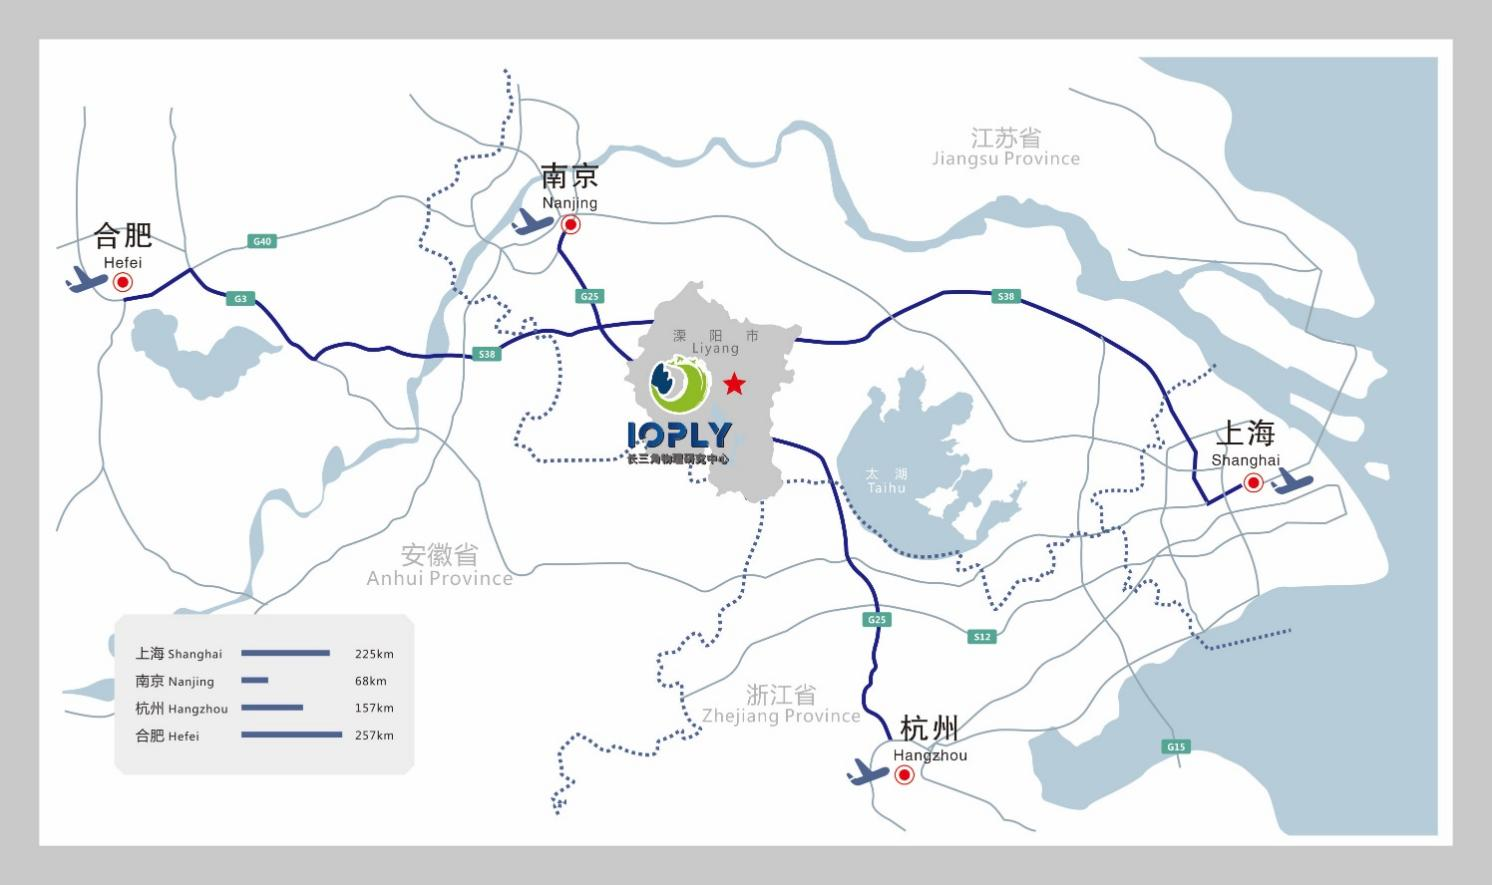 江苏省
Jiangsu Province
南京
Nanjing
合肥
Hefei
G40
G3
G25
S38
S38
溧阳市
Liyang
IOPLY
长三角物理研究中心
上海
Shanghai
太湖
Taihu
安徽省
Anhui Province
G25
S12
浙江省
Zhejiang Province
杭州
Hangzhou
G15
上海 Shanghai 225km
南京 Nanjing 68km
杭州 Hangzhou 157km
合肥 Hefei 257km